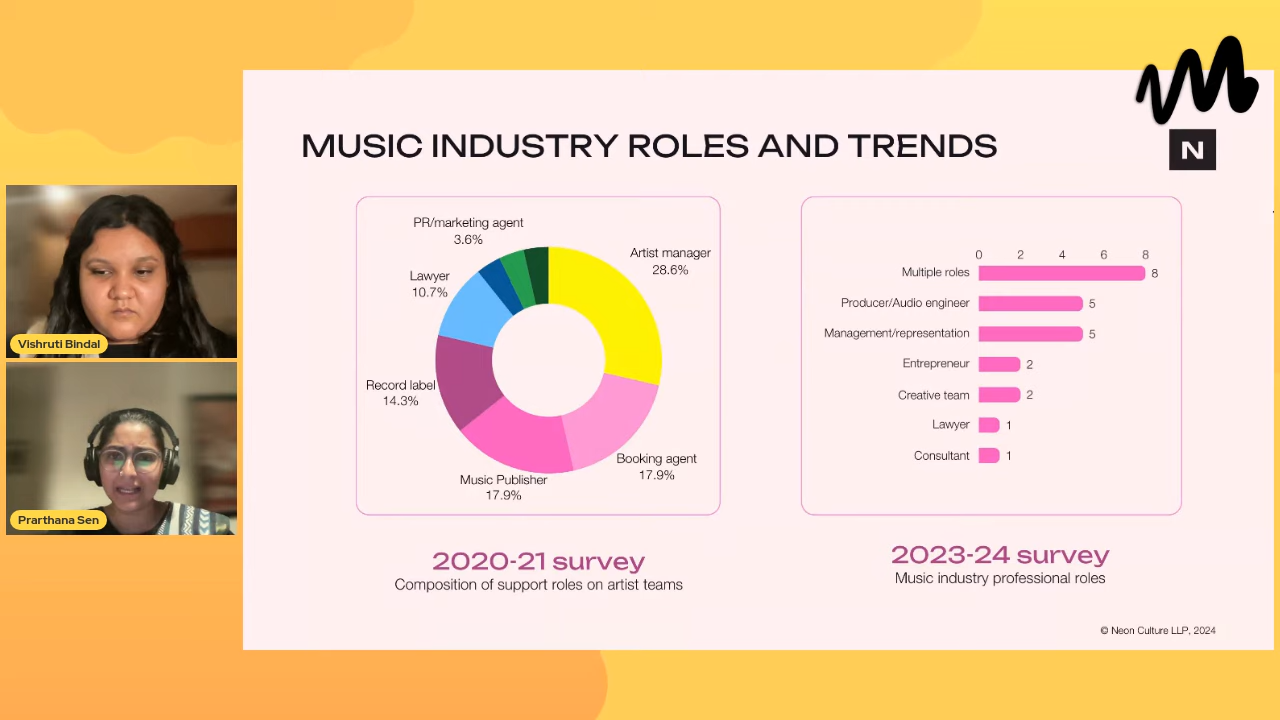 MUSIC INDUSTRY ROLES AND TRENDS
N
PR/marketing agent
3.6%
Artist manager
28.6%
Lawyer
10.7%
Record label
14.3%
Booking agent
17.9%
Music Publisher
17.9%
2020-21 survey
Composition of support roles on artist teams
0 2 4 6 8
Multiple roles 8
Producer/Audio engineer 5
Management/representation 5
Entrepreneur 2
Creative team 2
Lawyer 1
Consultant 1
2023-24 survey
Music industry professional roles
© Neon Culture LLP, 2024
Vishruti Bindal
Prarthana Sen